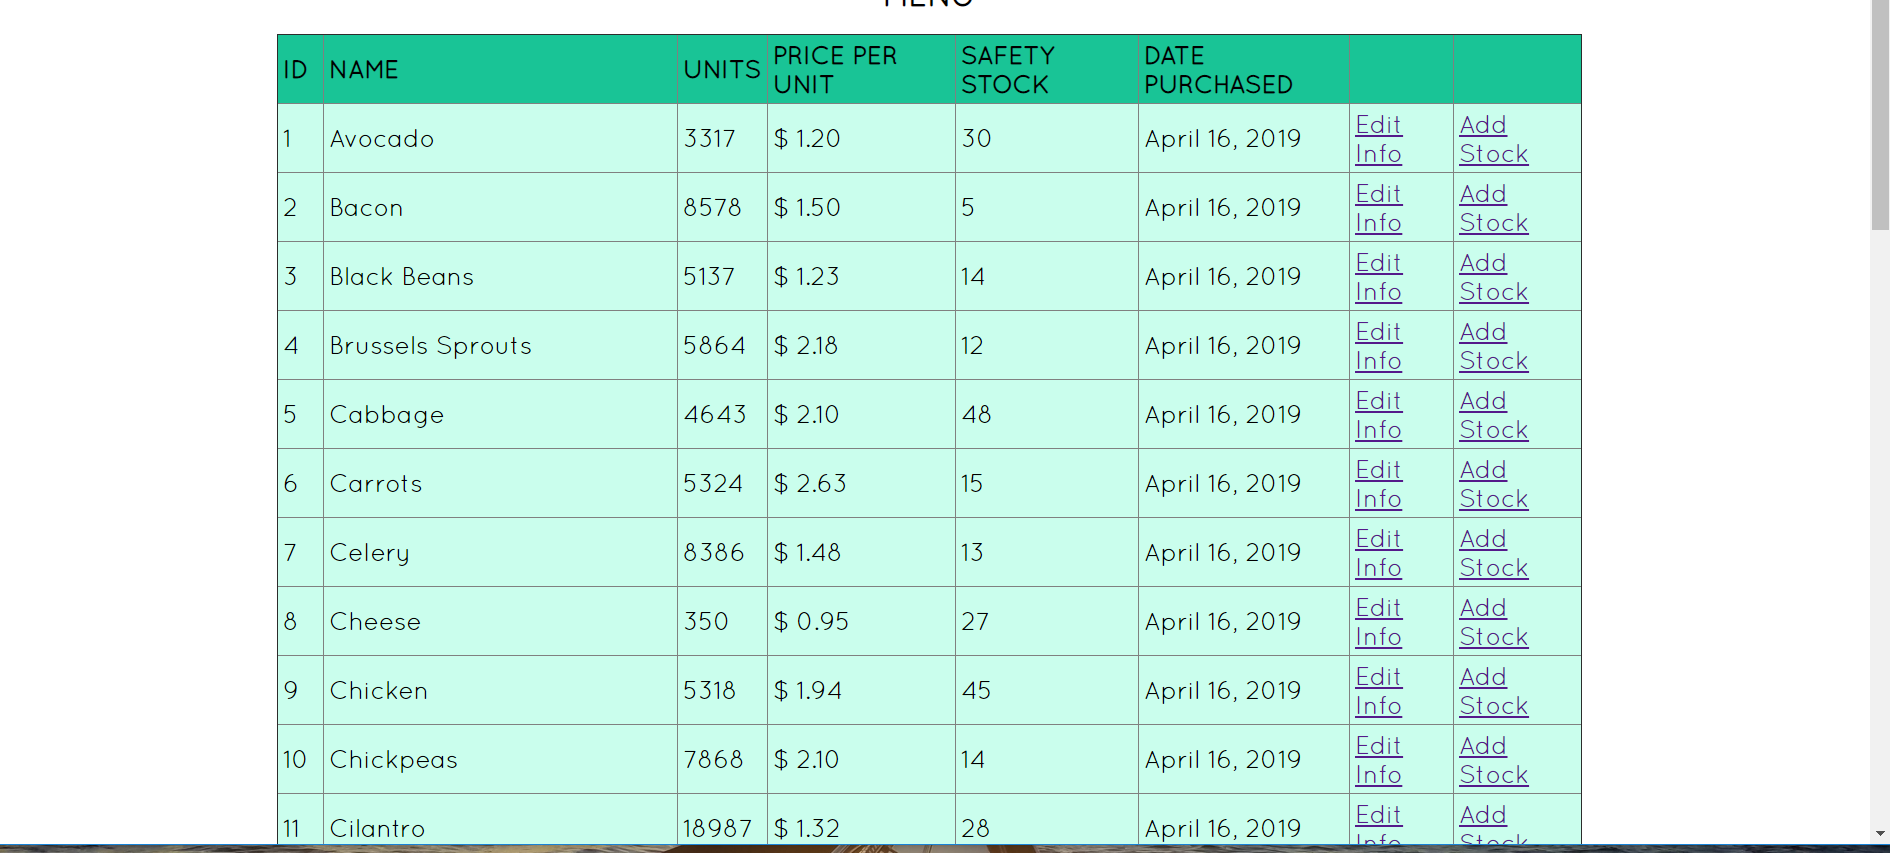 MENU
ID NAME UNITS PRICE PER UNIT SAFETY STOCK DATE PURCHASED
1 Avocado 3317 $ 1.20 30 April 16, 2019 Edit Info Add Stock
2 Bacon 8578 $ 1.50 5 April 16, 2019 Edit Info Add Stock
3 Black Beans 5137 $ 1.23 14 April 16, 2019 Edit Info Add Stock
4 Brussels Sprouts 5864 $ 2.18 12 April 16, 2019 Edit Info Add Stock
5 Cabbage 4643 $ 2.10 48 April 16, 2019 Edit Info Add Stock
6 Carrots 5324 $ 2.63 15 April 16, 2019 Edit Info Add Stock
7 Celery 8386 $ 1.48 13 April 16, 2019 Edit Info Add Stock
8 Cheese 350 $ 0.95 27 April 16, 2019 Edit Info Add Stock
9 Chicken 5318 $ 1.94 45 April 16, 2019 Edit Info Add Stock
10 Chickpeas 7868 $ 2.10 14 April 16, 2019 Edit Info Add Stock
11 Cilantro 18987 $ 1.32 28 April 16, 2019 Edit Info Add Stock